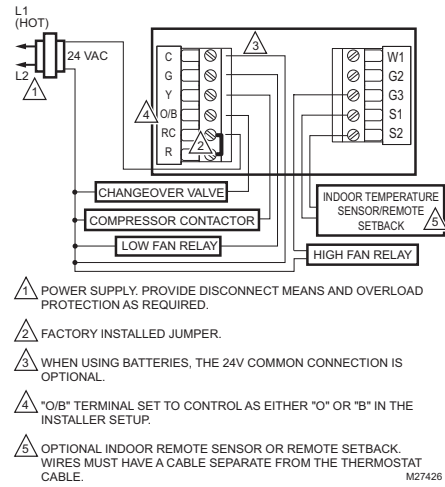 L1
(HOT)
24 VAC
L2
1
C
G
Y
O/B
RC
R
4
2
3
W1
G2
G3
S1
S2
CHANGEOVER VALVE
COMPRESSOR CONTACTOR
LOW FAN RELAY
INDOOR TEMPERATURE
SENSOR/REMOTE
SETBACK
5
HIGH FAN RELAY
1 POWER SUPPLY. PROVIDE DISCONNECT MEANS AND OVERLOAD
PROTECTION AS REQUIRED.
2 FACTORY INSTALLED JUMPER.
3 WHEN USING BATTERIES, THE 24V COMMON CONNECTION IS
OPTIONAL.
4 "O/B" TERMINAL SET TO CONTROL AS EITHER "O" OR "B" IN THE
INSTALLER SETUP.
5 OPTIONAL INDOOR REMOTE SENSOR OR REMOTE SETBACK.
WIRES MUST HAVE A CABLE SEPARATE FROM THE THERMOSTAT
CABLE.
M27426